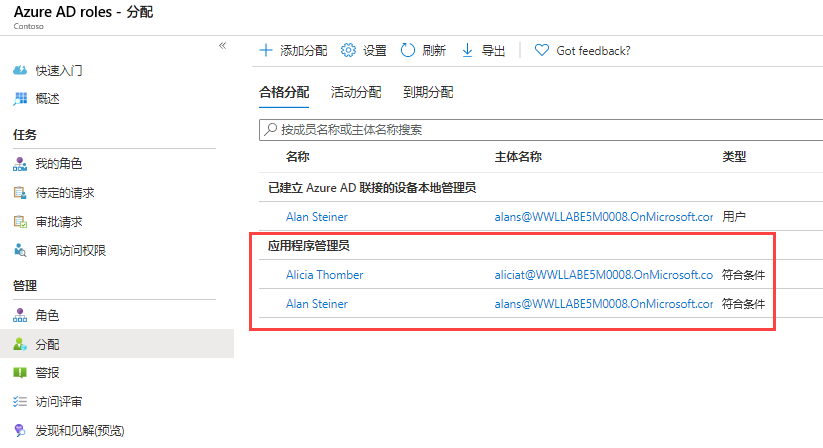 Azure AD roles - 分配
Contoso
«
快速入门
概述
任务
我的角色
待定的请求
审批请求
审阅访问权限
管理
角色
分配
警报
访问评审
发现和见解(预览)
添加分配 设置 刷新 导出 Got feedback?
合格分配 活动分配 到期分配
按成员名称或主体名称搜索
名称 主体名称 类型
已建立 Azure AD 联接的设备本地管理员
Alan Steiner alans@WWLLABE5M0008.OnMicrosoft.cor 用户
应用程序管理员
Alicia Thomber aliciat@WWLLABE5M0008.OnMicrosoft.co 符合条件
Alan Steiner alans@WWLLABE5M0008.OnMicrosoft.cor 符合条件